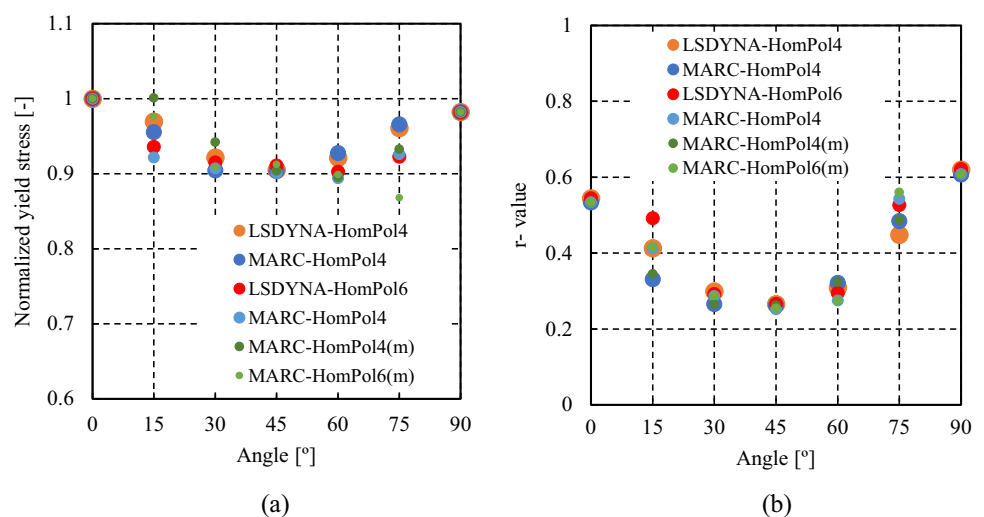 1.1
1
0.9
0.8
0.7
0.6
Normalized yield stress [-]
LSDYNA-HomPol4
MARC-HomPol4
LSDYNA-HomPol6
MARC-HomPol4
MARC-HomPol4(m)
MARC-HomPol6(m)
0 15 30 45 60 75 90
Angle [º]
(a)
1
0.8
0.6
0.4
0.2
0
r- value
LSDYNA-HomPol4
MARC-HomPol4
LSDYNA-HomPol6
MARC-HomPol4
MARC-HomPol4(m)
MARC-HomPol6(m)
0 15 30 45 60 75 90
Angle [º]
(b)